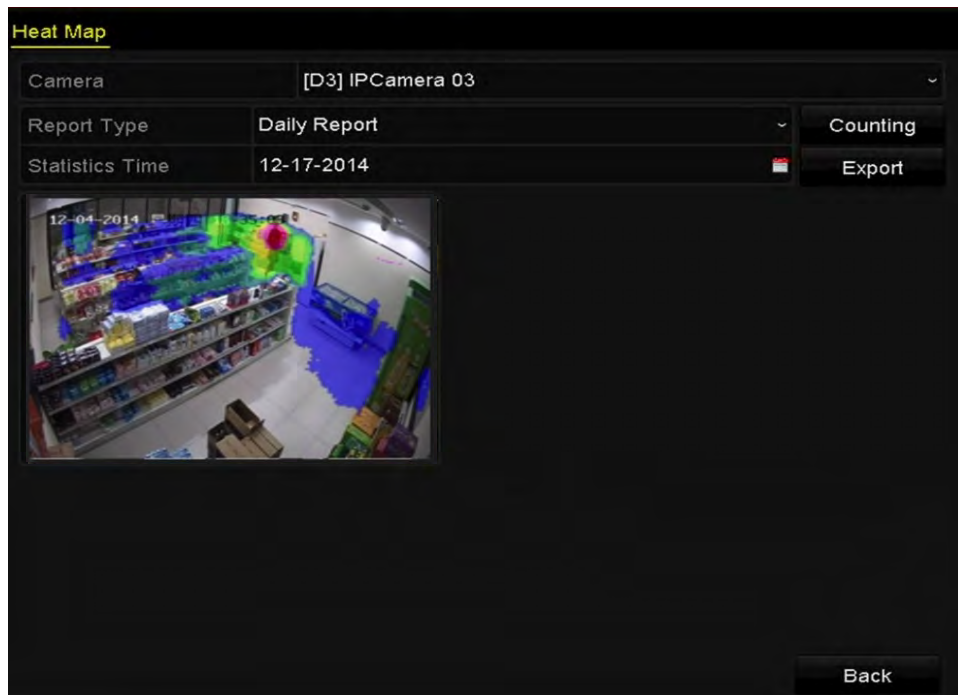 Heat Map
Camera [D3] IPCamera 03
Report Type Daily Report Counting
Statistics Time 12-17-2014 Export
12-04-2014
Back